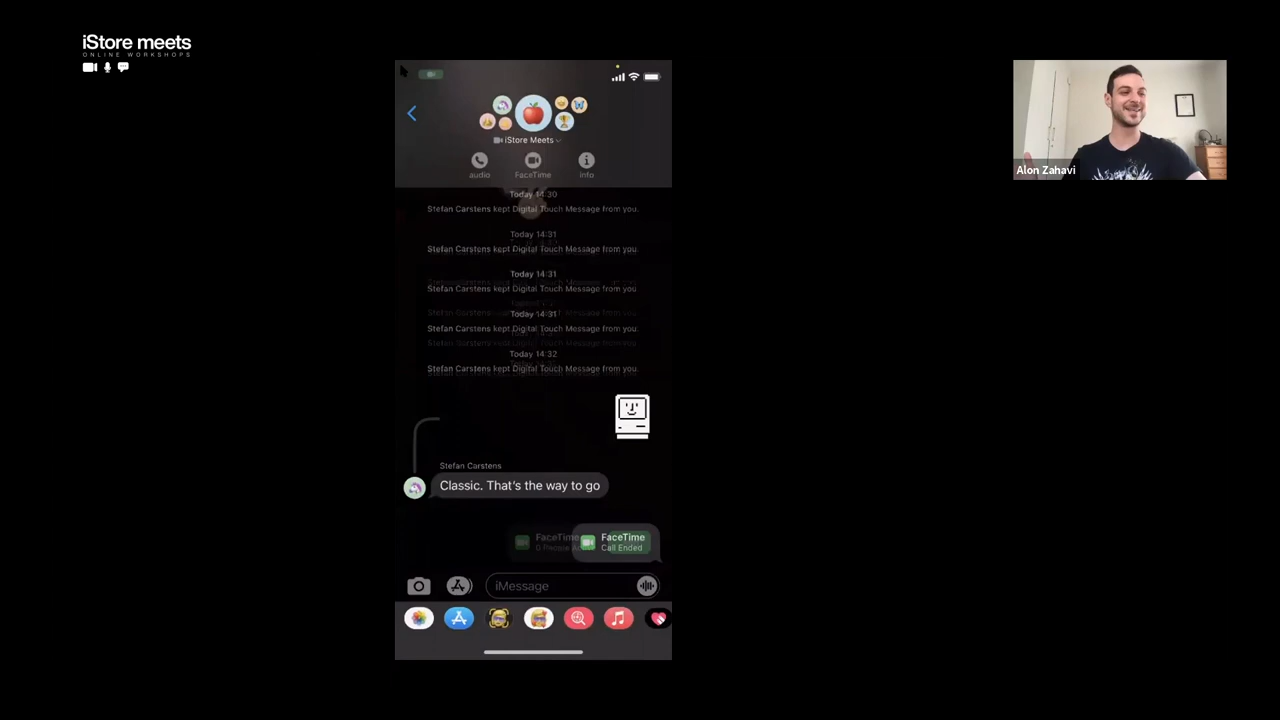 iStore meets
ONLINE WORKSHOPS
iStore Meets
audio
FaceTime
info
Today 14:30
Stefan Carstens kept Digital Touch Message from you.
Today 14:31
Stefan Carstens kept Digital Touch Message from you.
Today 14:31
Stefan Carstens kept Digital Touch Message from you.
Today 14:31
Stefan Carstens kept Digital Touch Message from you.
Today 14:32
Stefan Carstens kept Digital Touch Message from you.
Stefan Carstens
Classic. That's the way to go
FaceTime
FaceTime
Call Ended
iMessage
Alon Zahavi